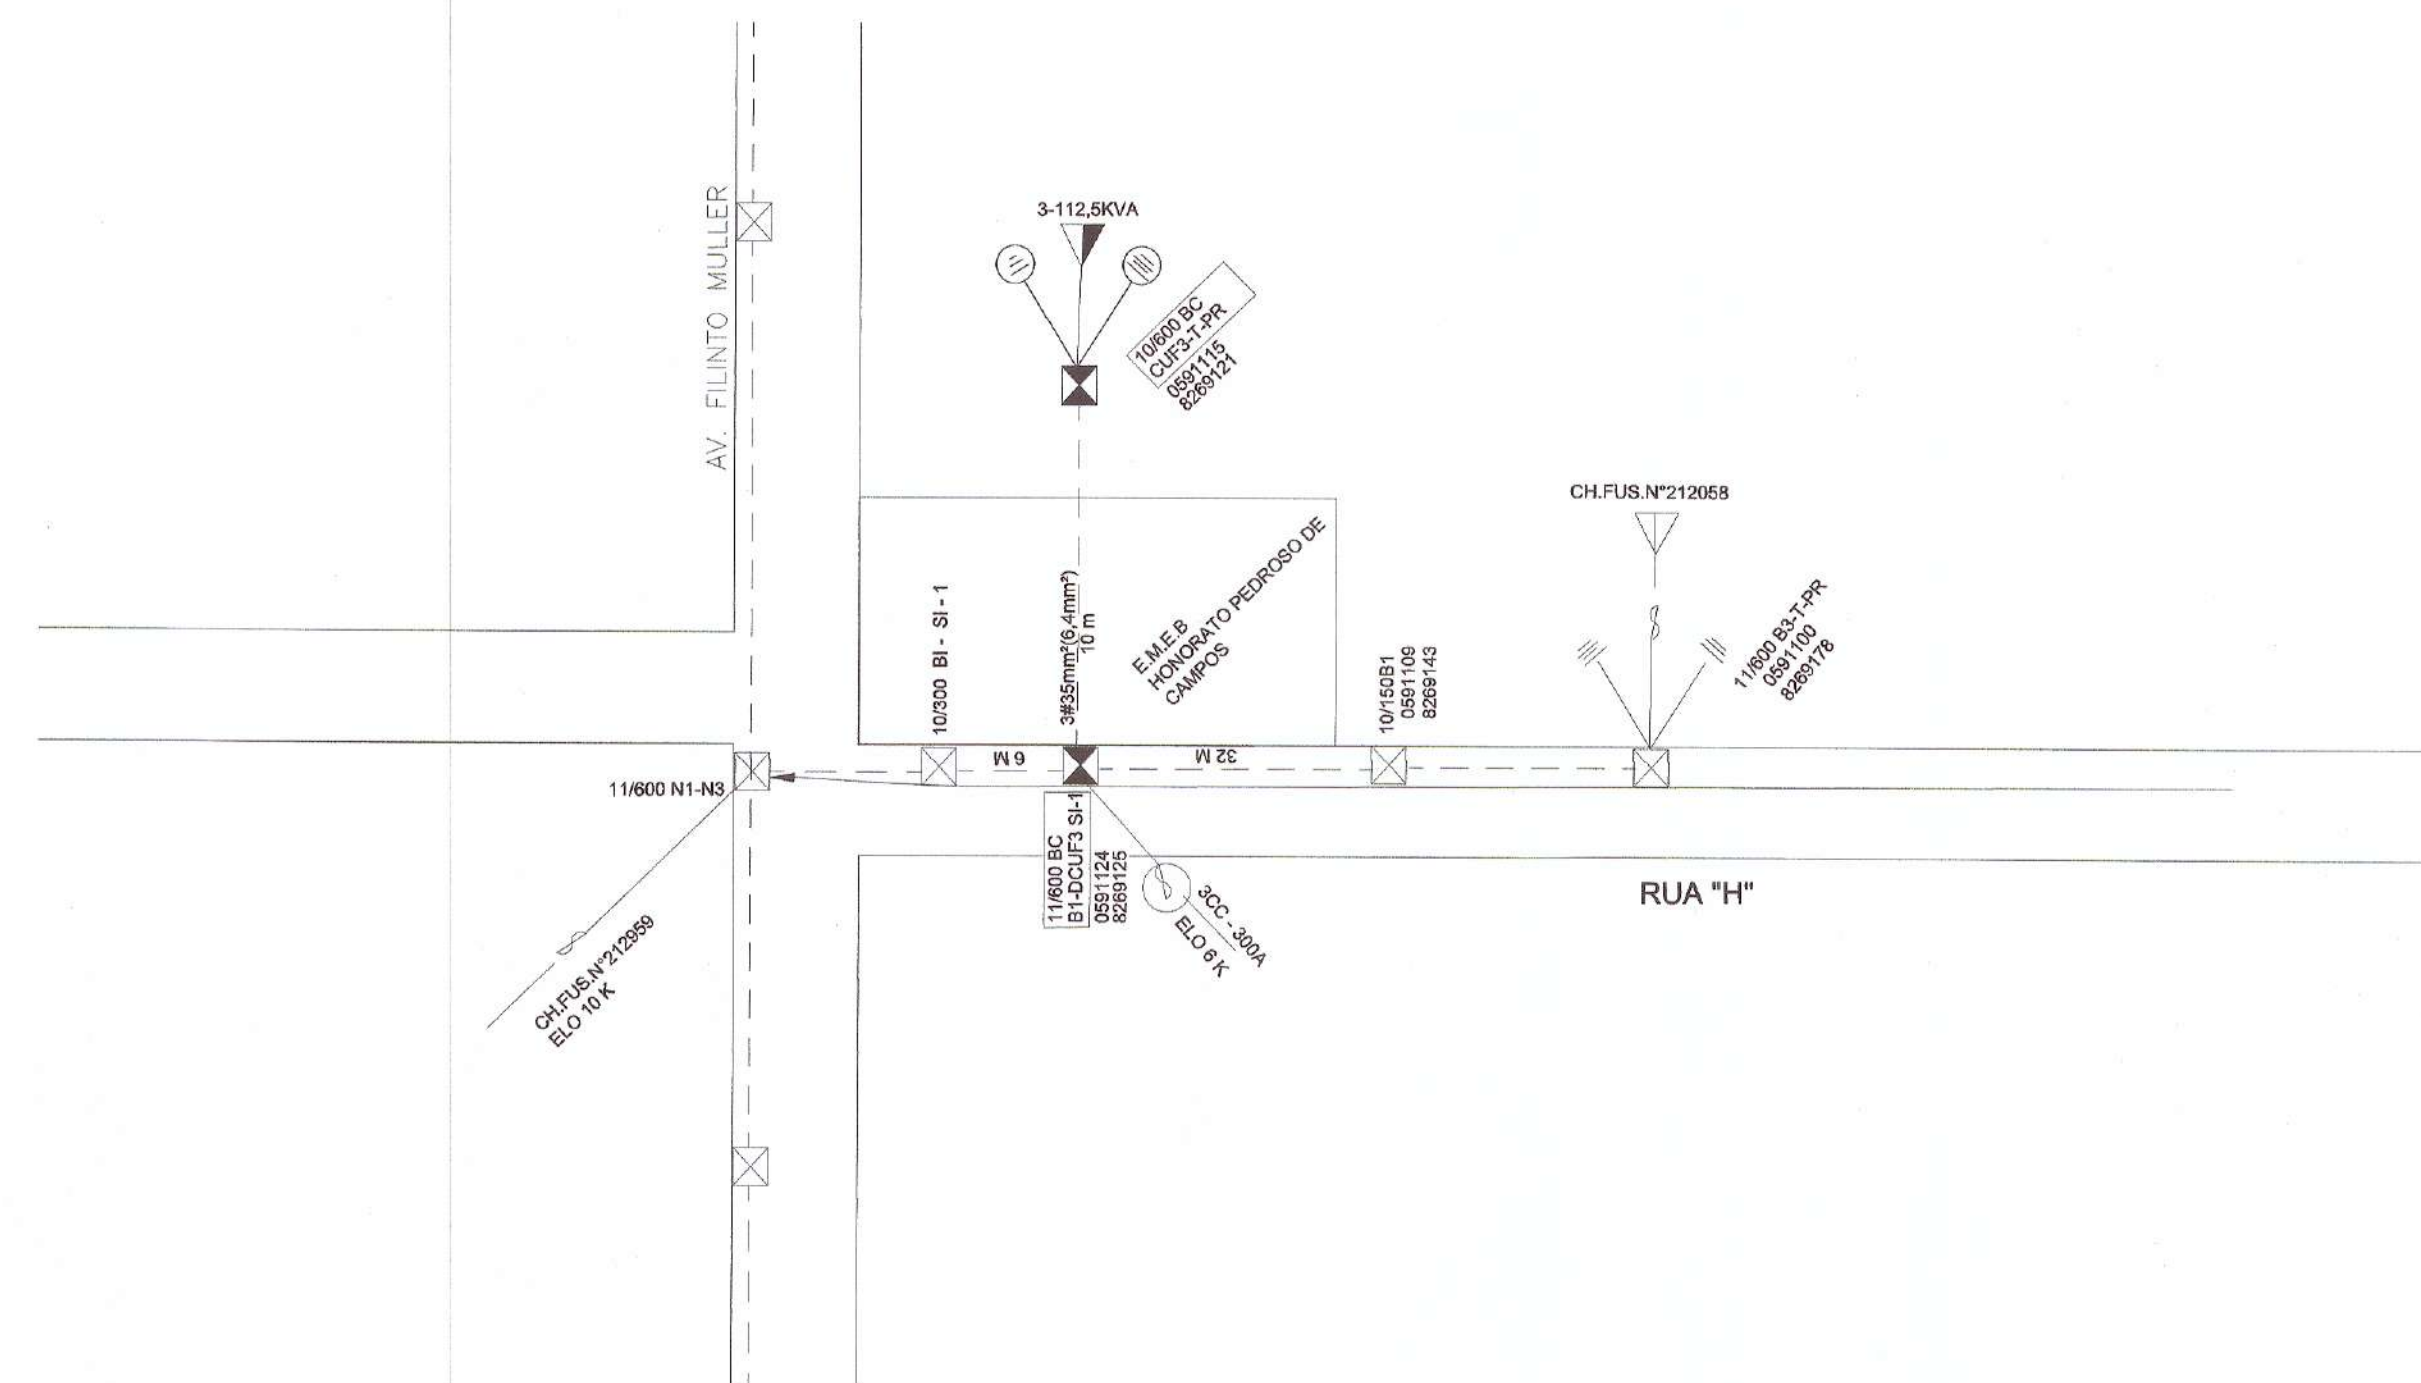 AV. FILINTO MULLER
3-112,5KVA
10/600 BC
CUF3-T-PR
0591115
8269121
CH.FUS.N°212058
11/600 B3-T-PR
0591100
8269178
10/300 BI - SI - 1
3#35mm²(6,4mm²)
10 m
E.M.E.B
HONORATO PEDROSO DE
CAMPOS
10/150B1
0591109
8269143
6 M
32 M
11/600 N1-N3
11/600 BC
B1-DCUF3 SI-1
0591124
8269125
3CC - 300A
ELO 6 K
RUA "H"
CH.FUS.N°212959
ELO 10 K